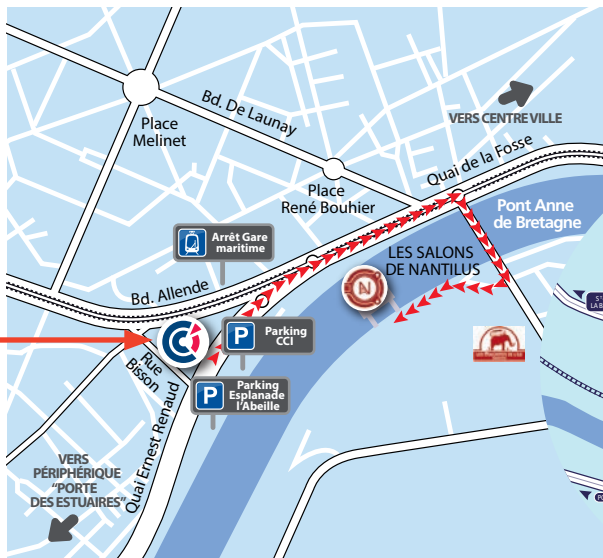 Bd. De Launay
Place
Melinet
VERS CENTRE VILLE
Quai de la Fosse
Place
René Bouhier
Pont Anne
de Bretagne
Arrêt Gare
maritime
LES SALONS
DE NANTILUS
Bd. Allende
N
C
P
Parking
CCI
Rue
Bisson
P
Parking
Esplanade
l'Abeille
Quai Ernest Renaud
VERS
PÉRIPHÉRIQUE
“PORTE
DES ESTUAIRES”